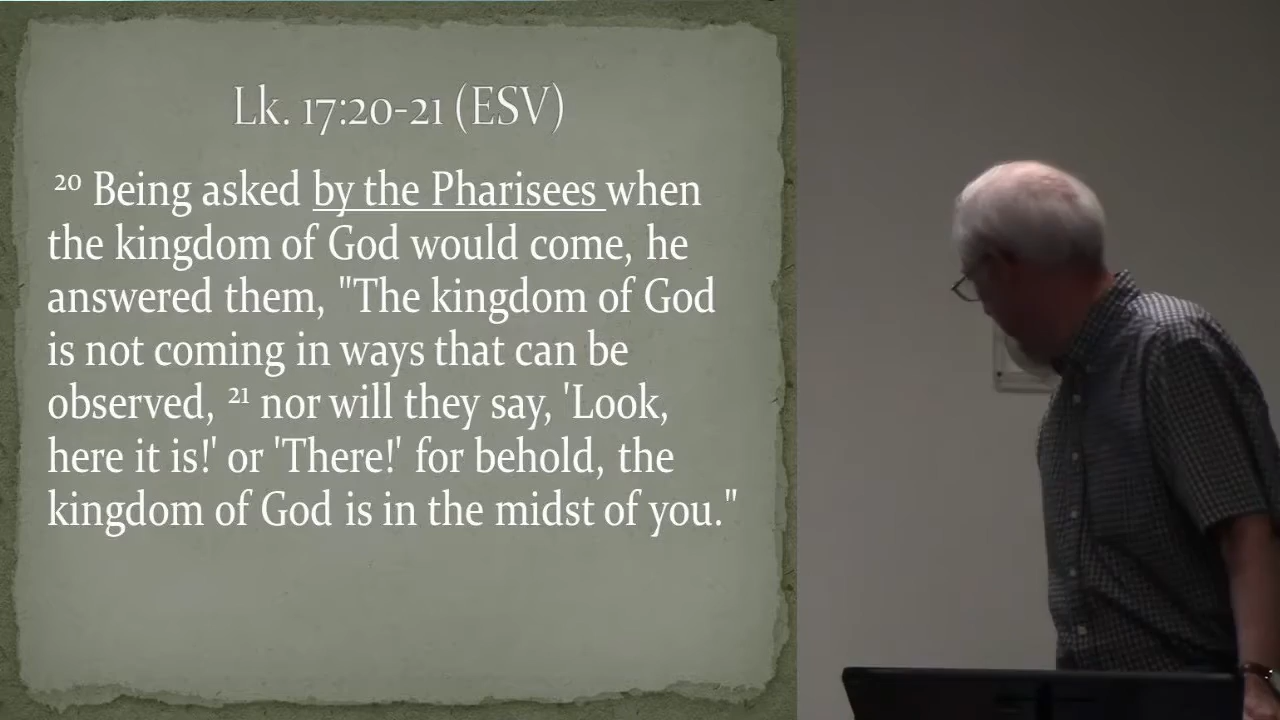 Lk. 17:20-21 (ESV)
20 Being asked by the Pharisees when
the kingdom of God would come, he
answered them, "The kingdom of God
is not coming in ways that can be
observed, 21 nor will they say, 'Look,
here it is!' or 'There!' for behold, the
kingdom of God is in the midst of you."